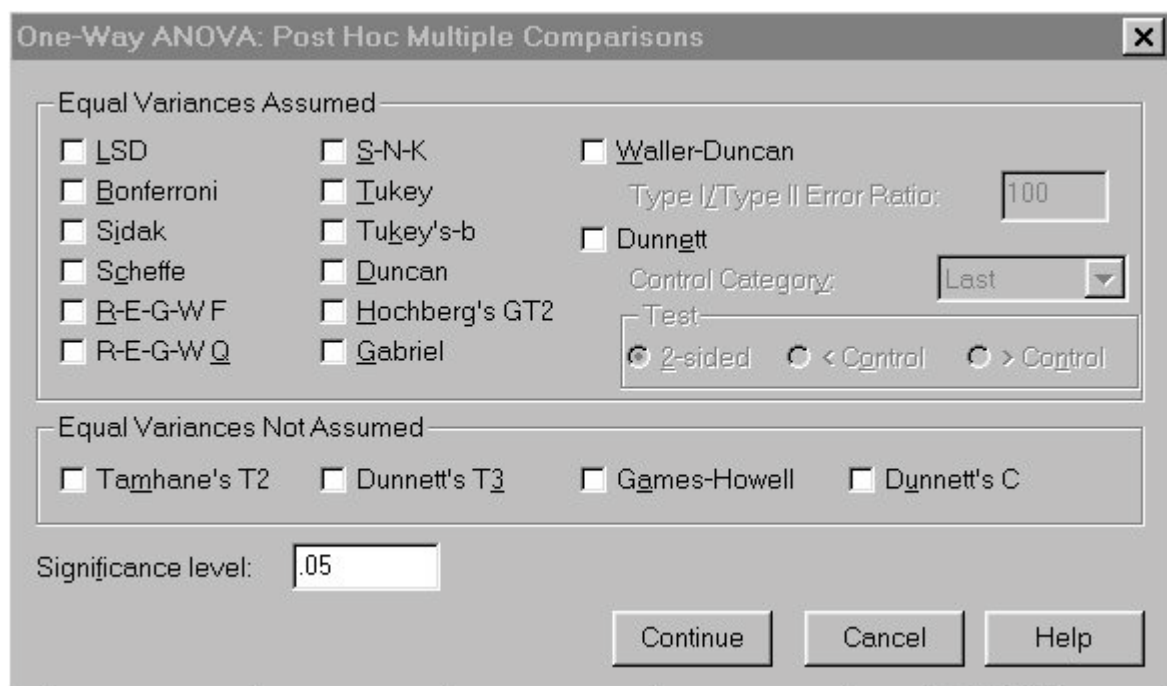 One-Way ANOVA: Post Hoc Multiple Comparisons
Equal Variances Assumed
LSD S-N-K Waller-Duncan
Bonferroni Tukey Type I/Type II Error Ratio: 100
Sidak Tukey's-b Dunnett
Scheffe Duncan Control Category: Last
R-E-G-W F Hochberg's GT2 Test
R-E-G-W Q Gabriel 2-sided < Control > Control
Equal Variances Not Assumed
Tamhane's T2 Dunnett's T3 Games-Howell Dunnett's C
Significance level: .05
Continue Cancel Help